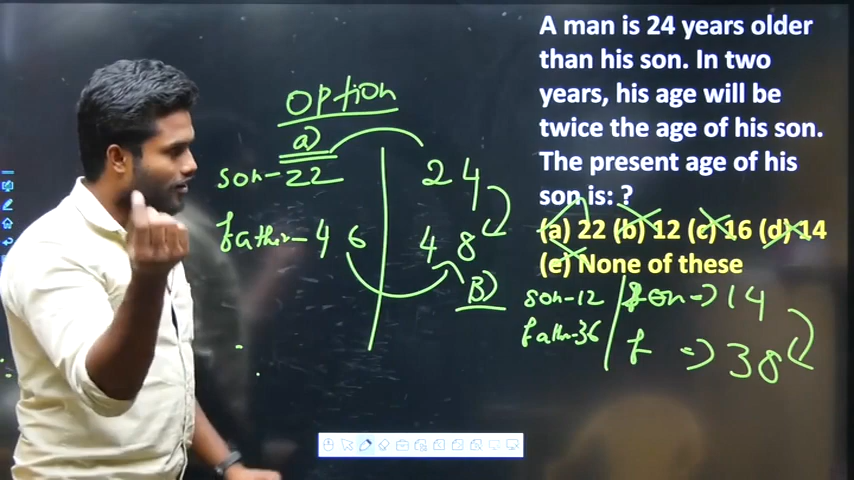 A man is 24 years older
than his son. In two
years, his age will be
twice the age of his son.
The present age of his
son is: ?
(a) 22 (b) 12 (c) 16 (d) 14
(e) None of these
option
a)
son-22
father-46
24
48
B)
son-12
father-36
son->14
f =>38